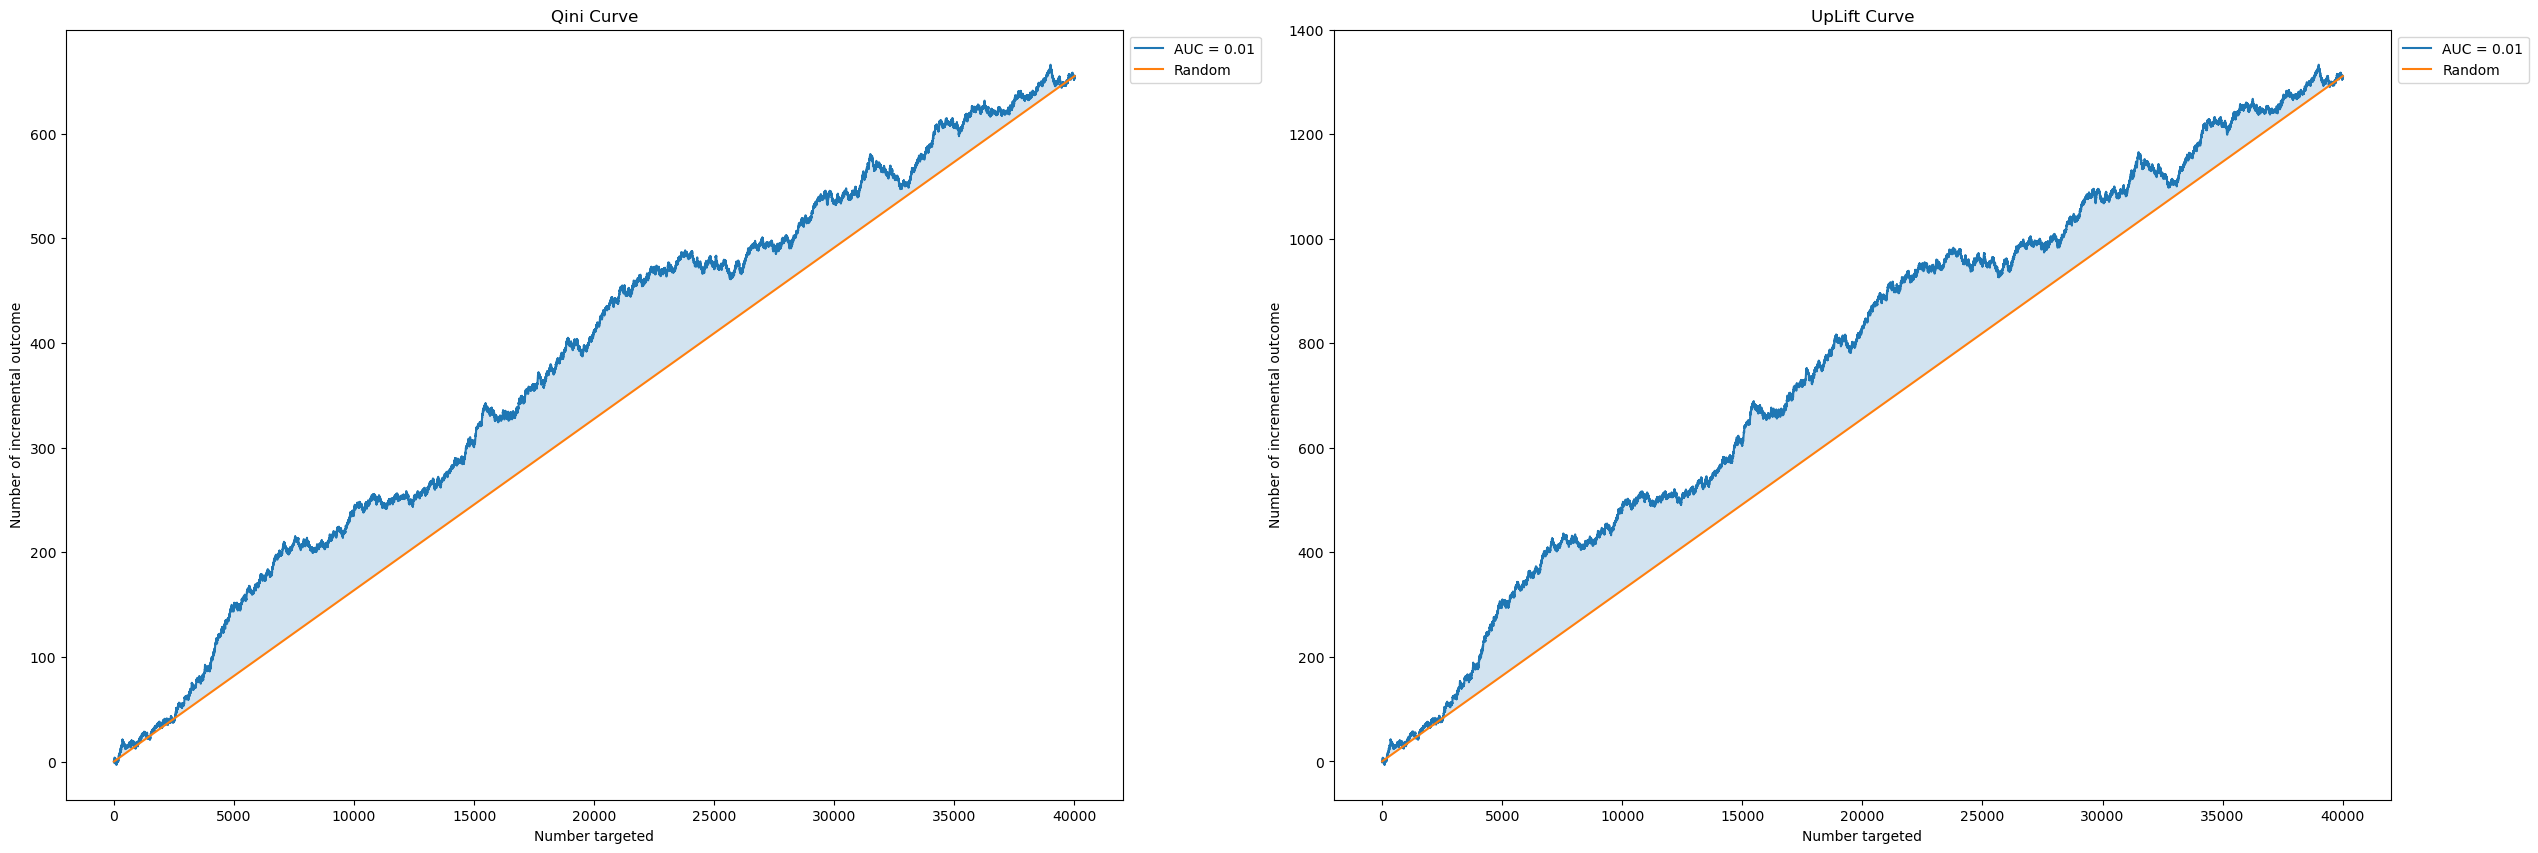 Qini Curve
600
500
400
300
200
100
0
Number of incremental outcome
0 5000 10000 15000 20000 25000 30000 35000 40000
Number targeted
AUC = 0.01
Random
UpLift Curve
1400
1200
1000
800
600
400
200
0
Number of incremental outcome
0 5000 10000 15000 20000 25000 30000 35000 40000
Number targeted
AUC = 0.01
Random